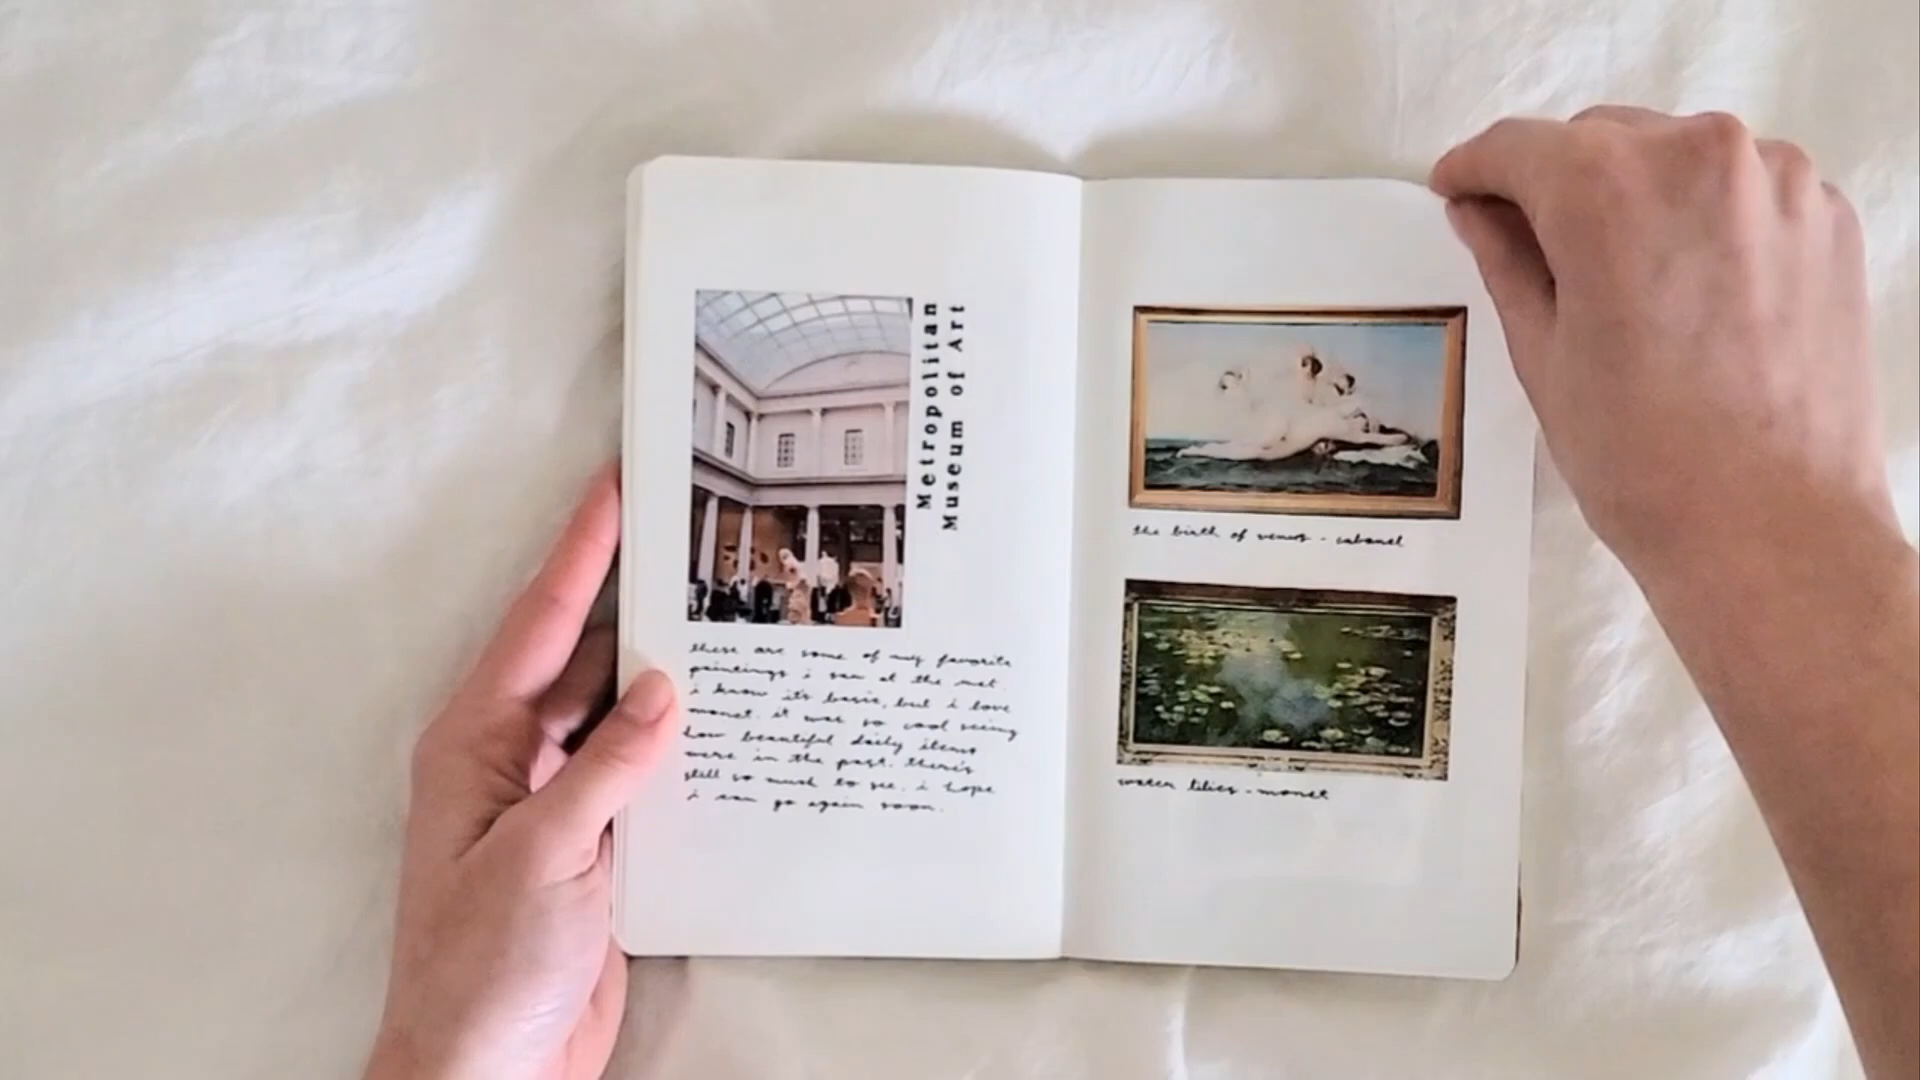 Metropolitan
Museum of Art
these are some of my favorite
paintings i saw at the met.
i know it's basic, but i love
monet. it was so cool seeing
how beautiful daily items
were in the past. there's
still so much to see. i hope
i can go again soon.
the birth of venus - cabanel
water lilies - monet